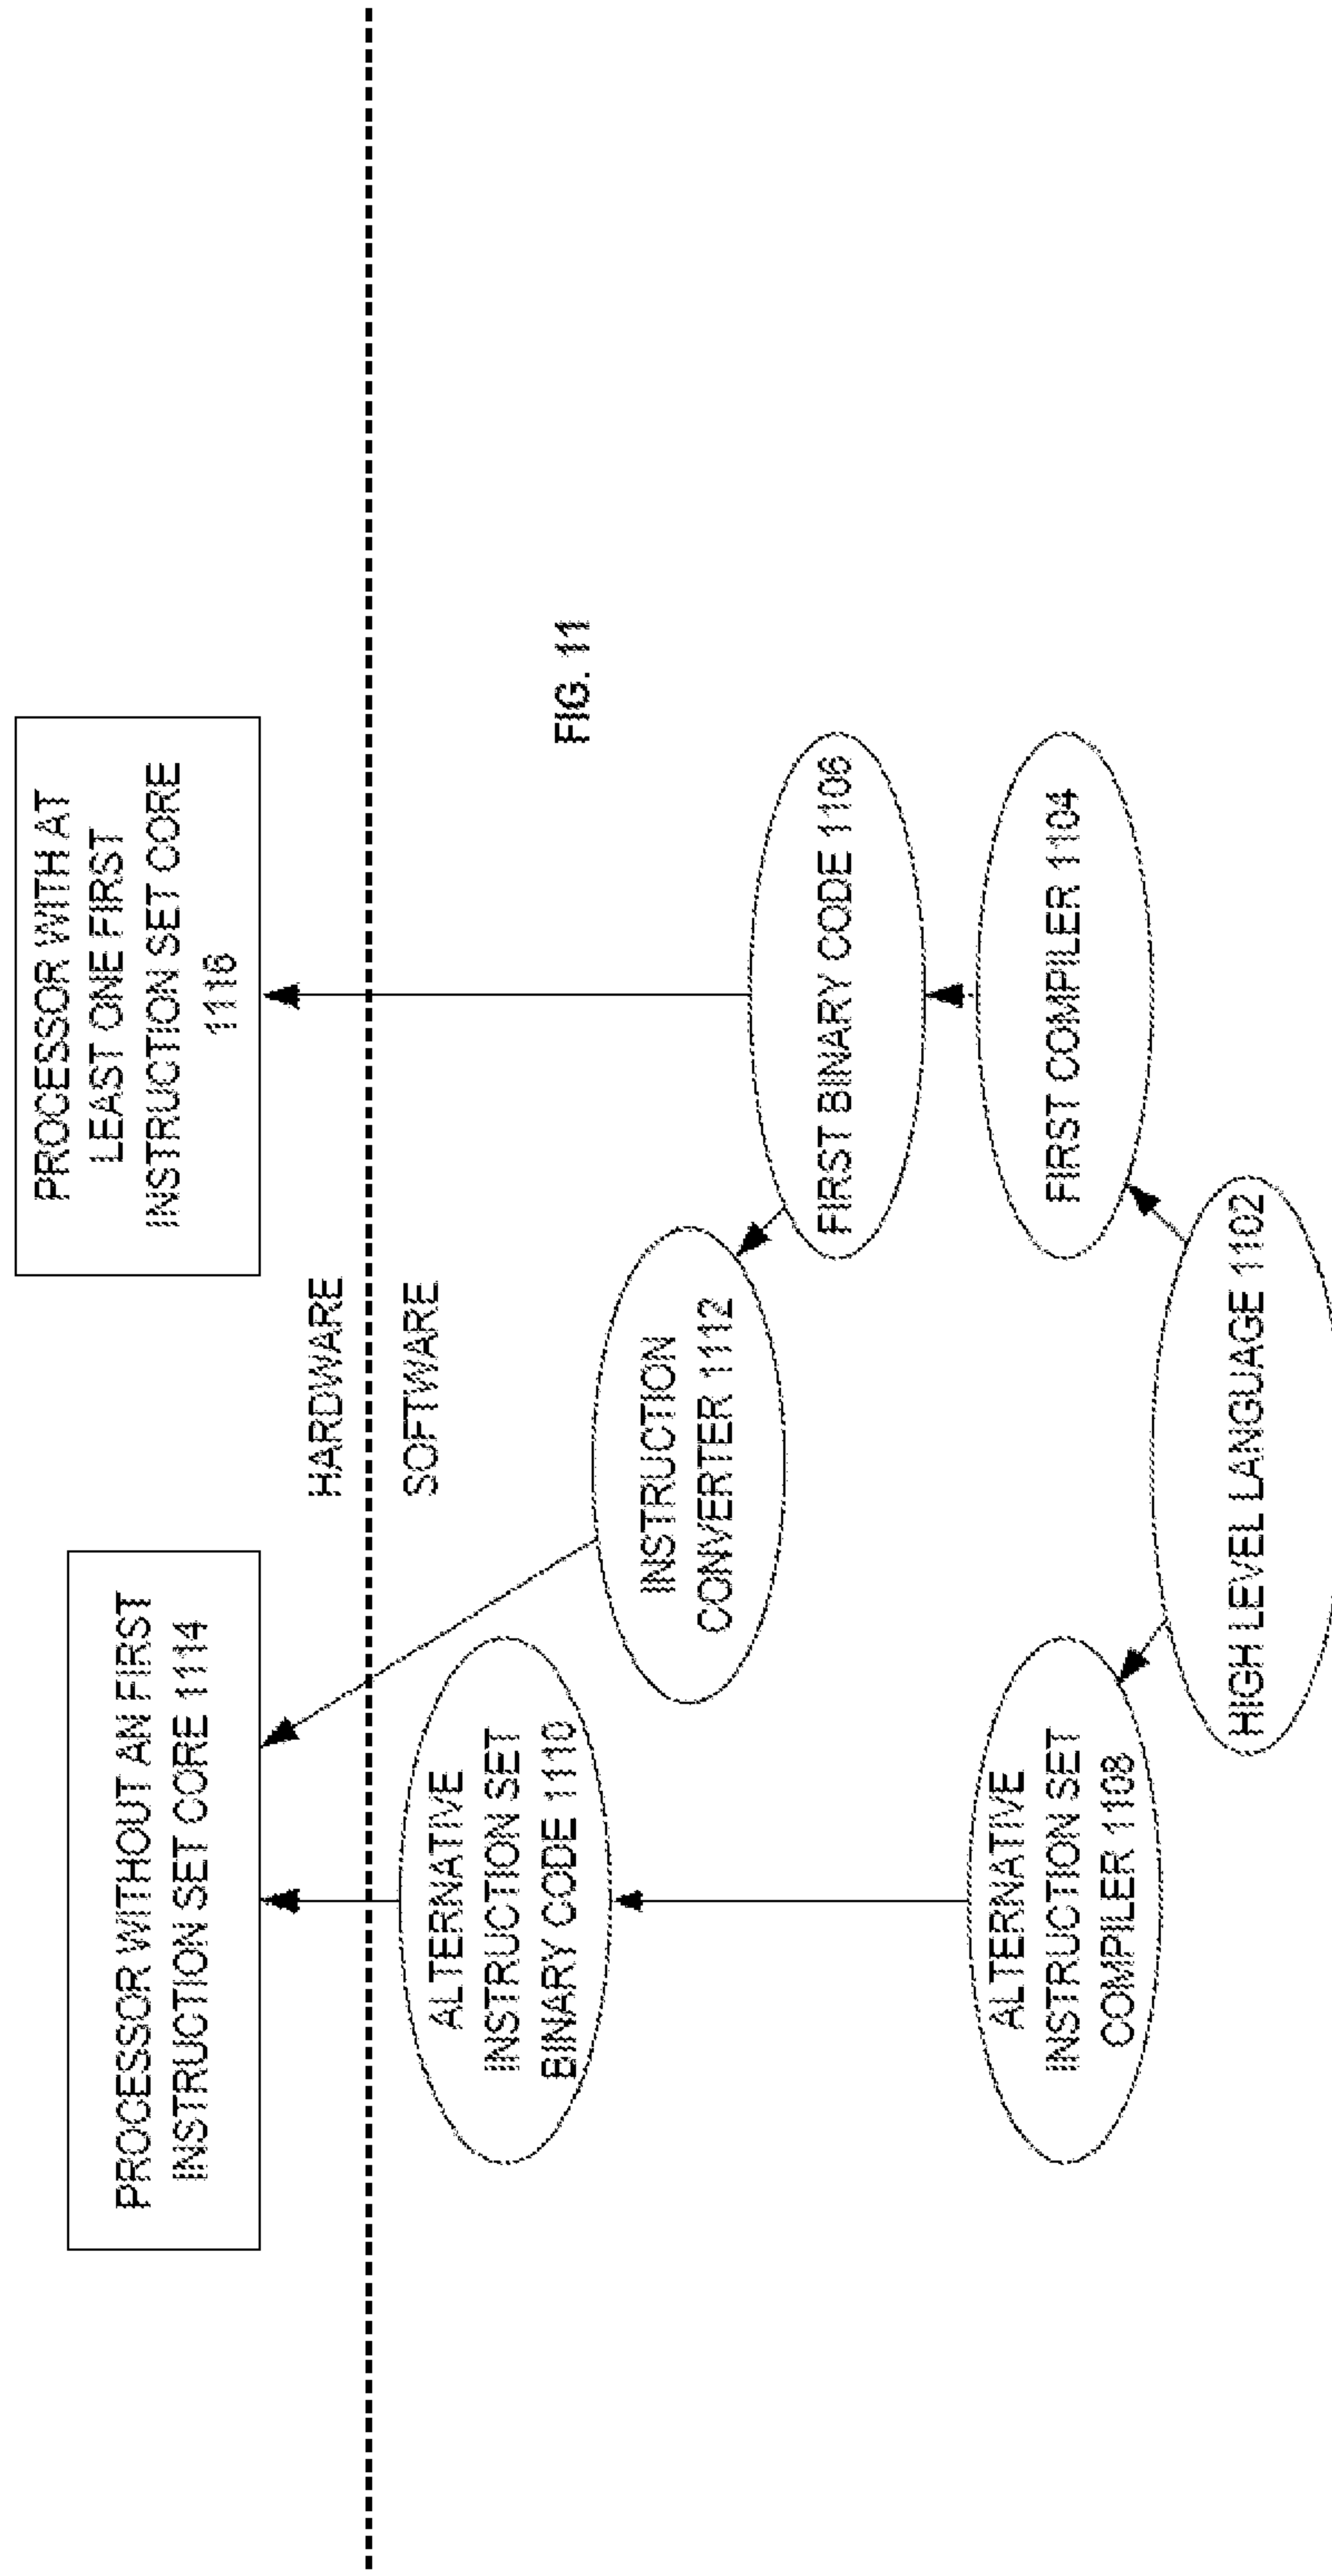 PROCESSOR WITHOUT AN FIRST
INSTRUCTION SET CORE 1114
PROCESSOR WITH AT
LEAST ONE FIRST
INSTRUCTION SET CORE
1116
HARDWARE
SOFTWARE
ALTERNATIVE
INSTRUCTION SET
BINARY CODE 1110
INSTRUCTION
CONVERTER 1112
FIG. 11
FIRST BINARY CODE 1106
ALTERNATIVE
INSTRUCTION SET
COMPILER 1108
FIRST COMPILER 1104
HIGH LEVEL LANGUAGE 1102